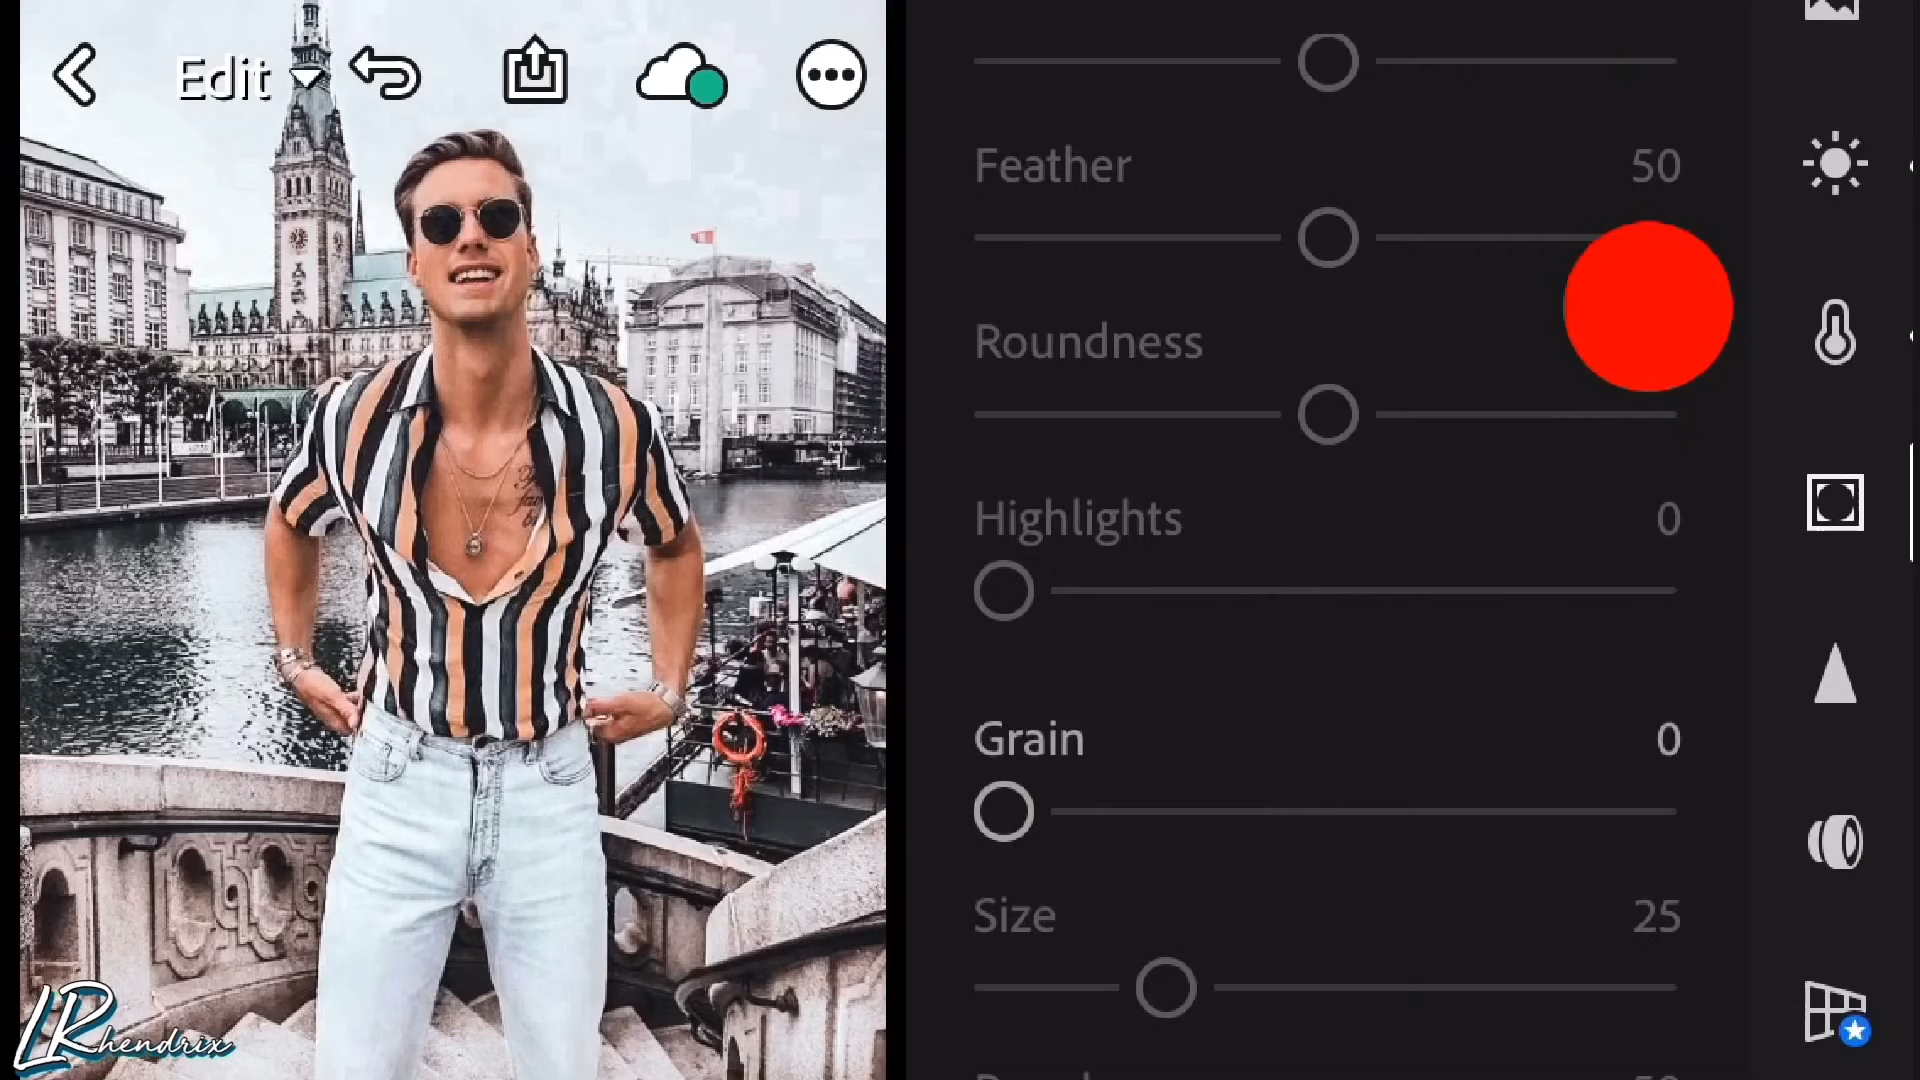 Edit
Feather 50
Roundness
Highlights 0
Grain 0
Size 25
LRhendrix